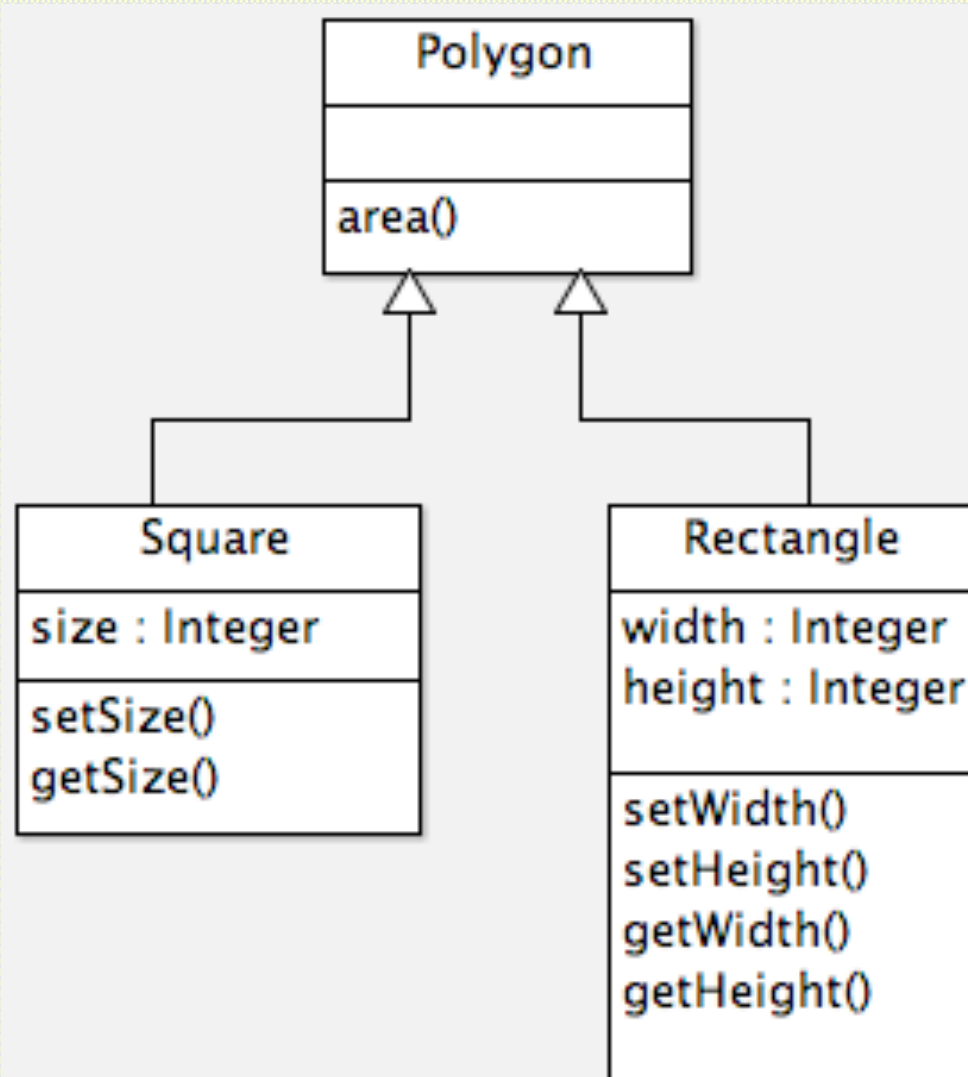 Polygon
area()
Square
size : Integer
setSize()
getSize()
Rectangle
width : Integer
height : Integer
setWidth()
setHeight()
getWidth()
getHeight()